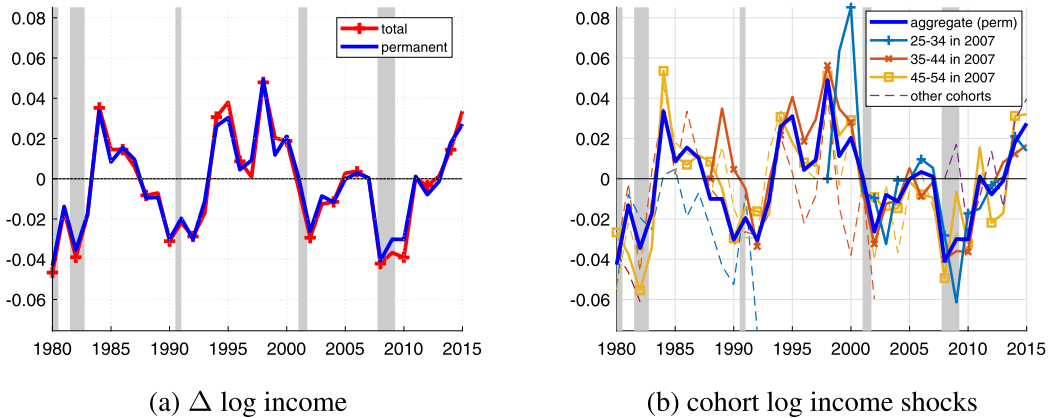 0.08
0.06
0.04
0.02
0
-0.02
-0.04
-0.06
1980 1985 1990 1995 2000 2005 2010 2015
total
permanent
(a) Δ log income
0.08
0.06
0.04
0.02
0
-0.02
-0.04
-0.06
1980 1985 1990 1995 2000 2005 2010 2015
aggregate (perm)
25-34 in 2007
35-44 in 2007
45-54 in 2007
other cohorts
(b) cohort log income shocks